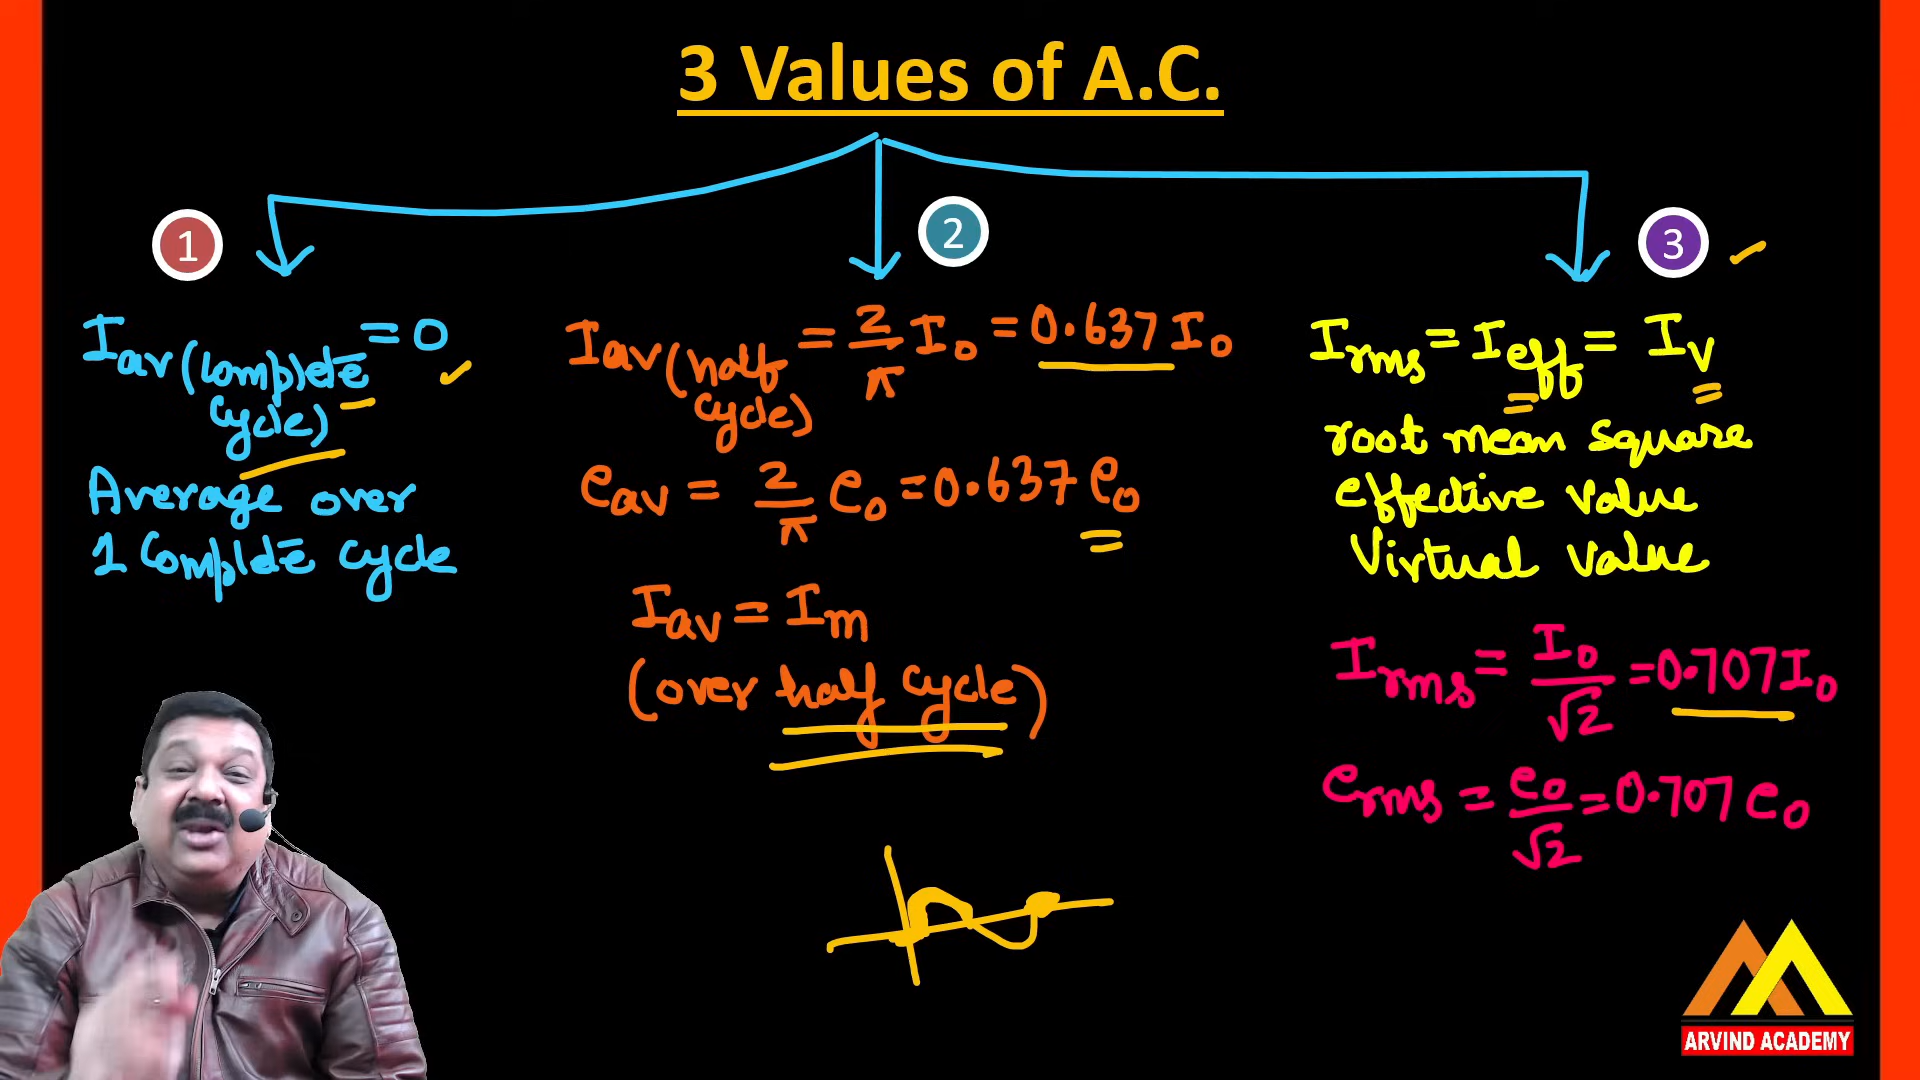 3 Values of A.C.
1
2
3
Iav(complete cycle) = 0
Average over
1 complete cycle
Iav(half cycle) = 2/π I₀ = 0.637 I₀
eav = 2/π e₀ = 0.637 e₀
Iav = Im
(over half cycle)
Irms = Ieff = Iv
root mean square
effective value
Virtual value
Irms = I₀/√2 = 0.707 I₀
erms = e₀/√2 = 0.707 e₀
ARVIND ACADEMY